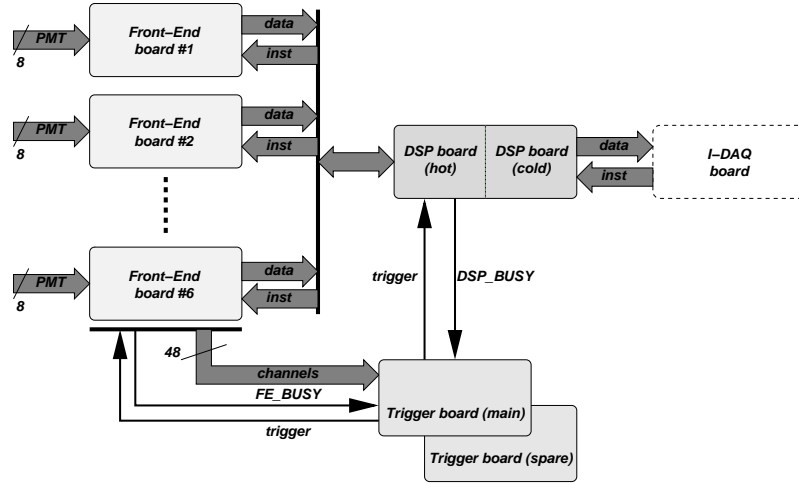 PMT
8
Front–End
board #1
data
inst
PMT
8
Front–End
board #2
data
inst
DSP board
(hot)
DSP board
(cold)
data
inst
I–DAQ
board
PMT
8
Front–End
board #6
data
inst
trigger
DSP_BUSY
48
channels
FE_BUSY
trigger
Trigger board (main)
Trigger board (spare)